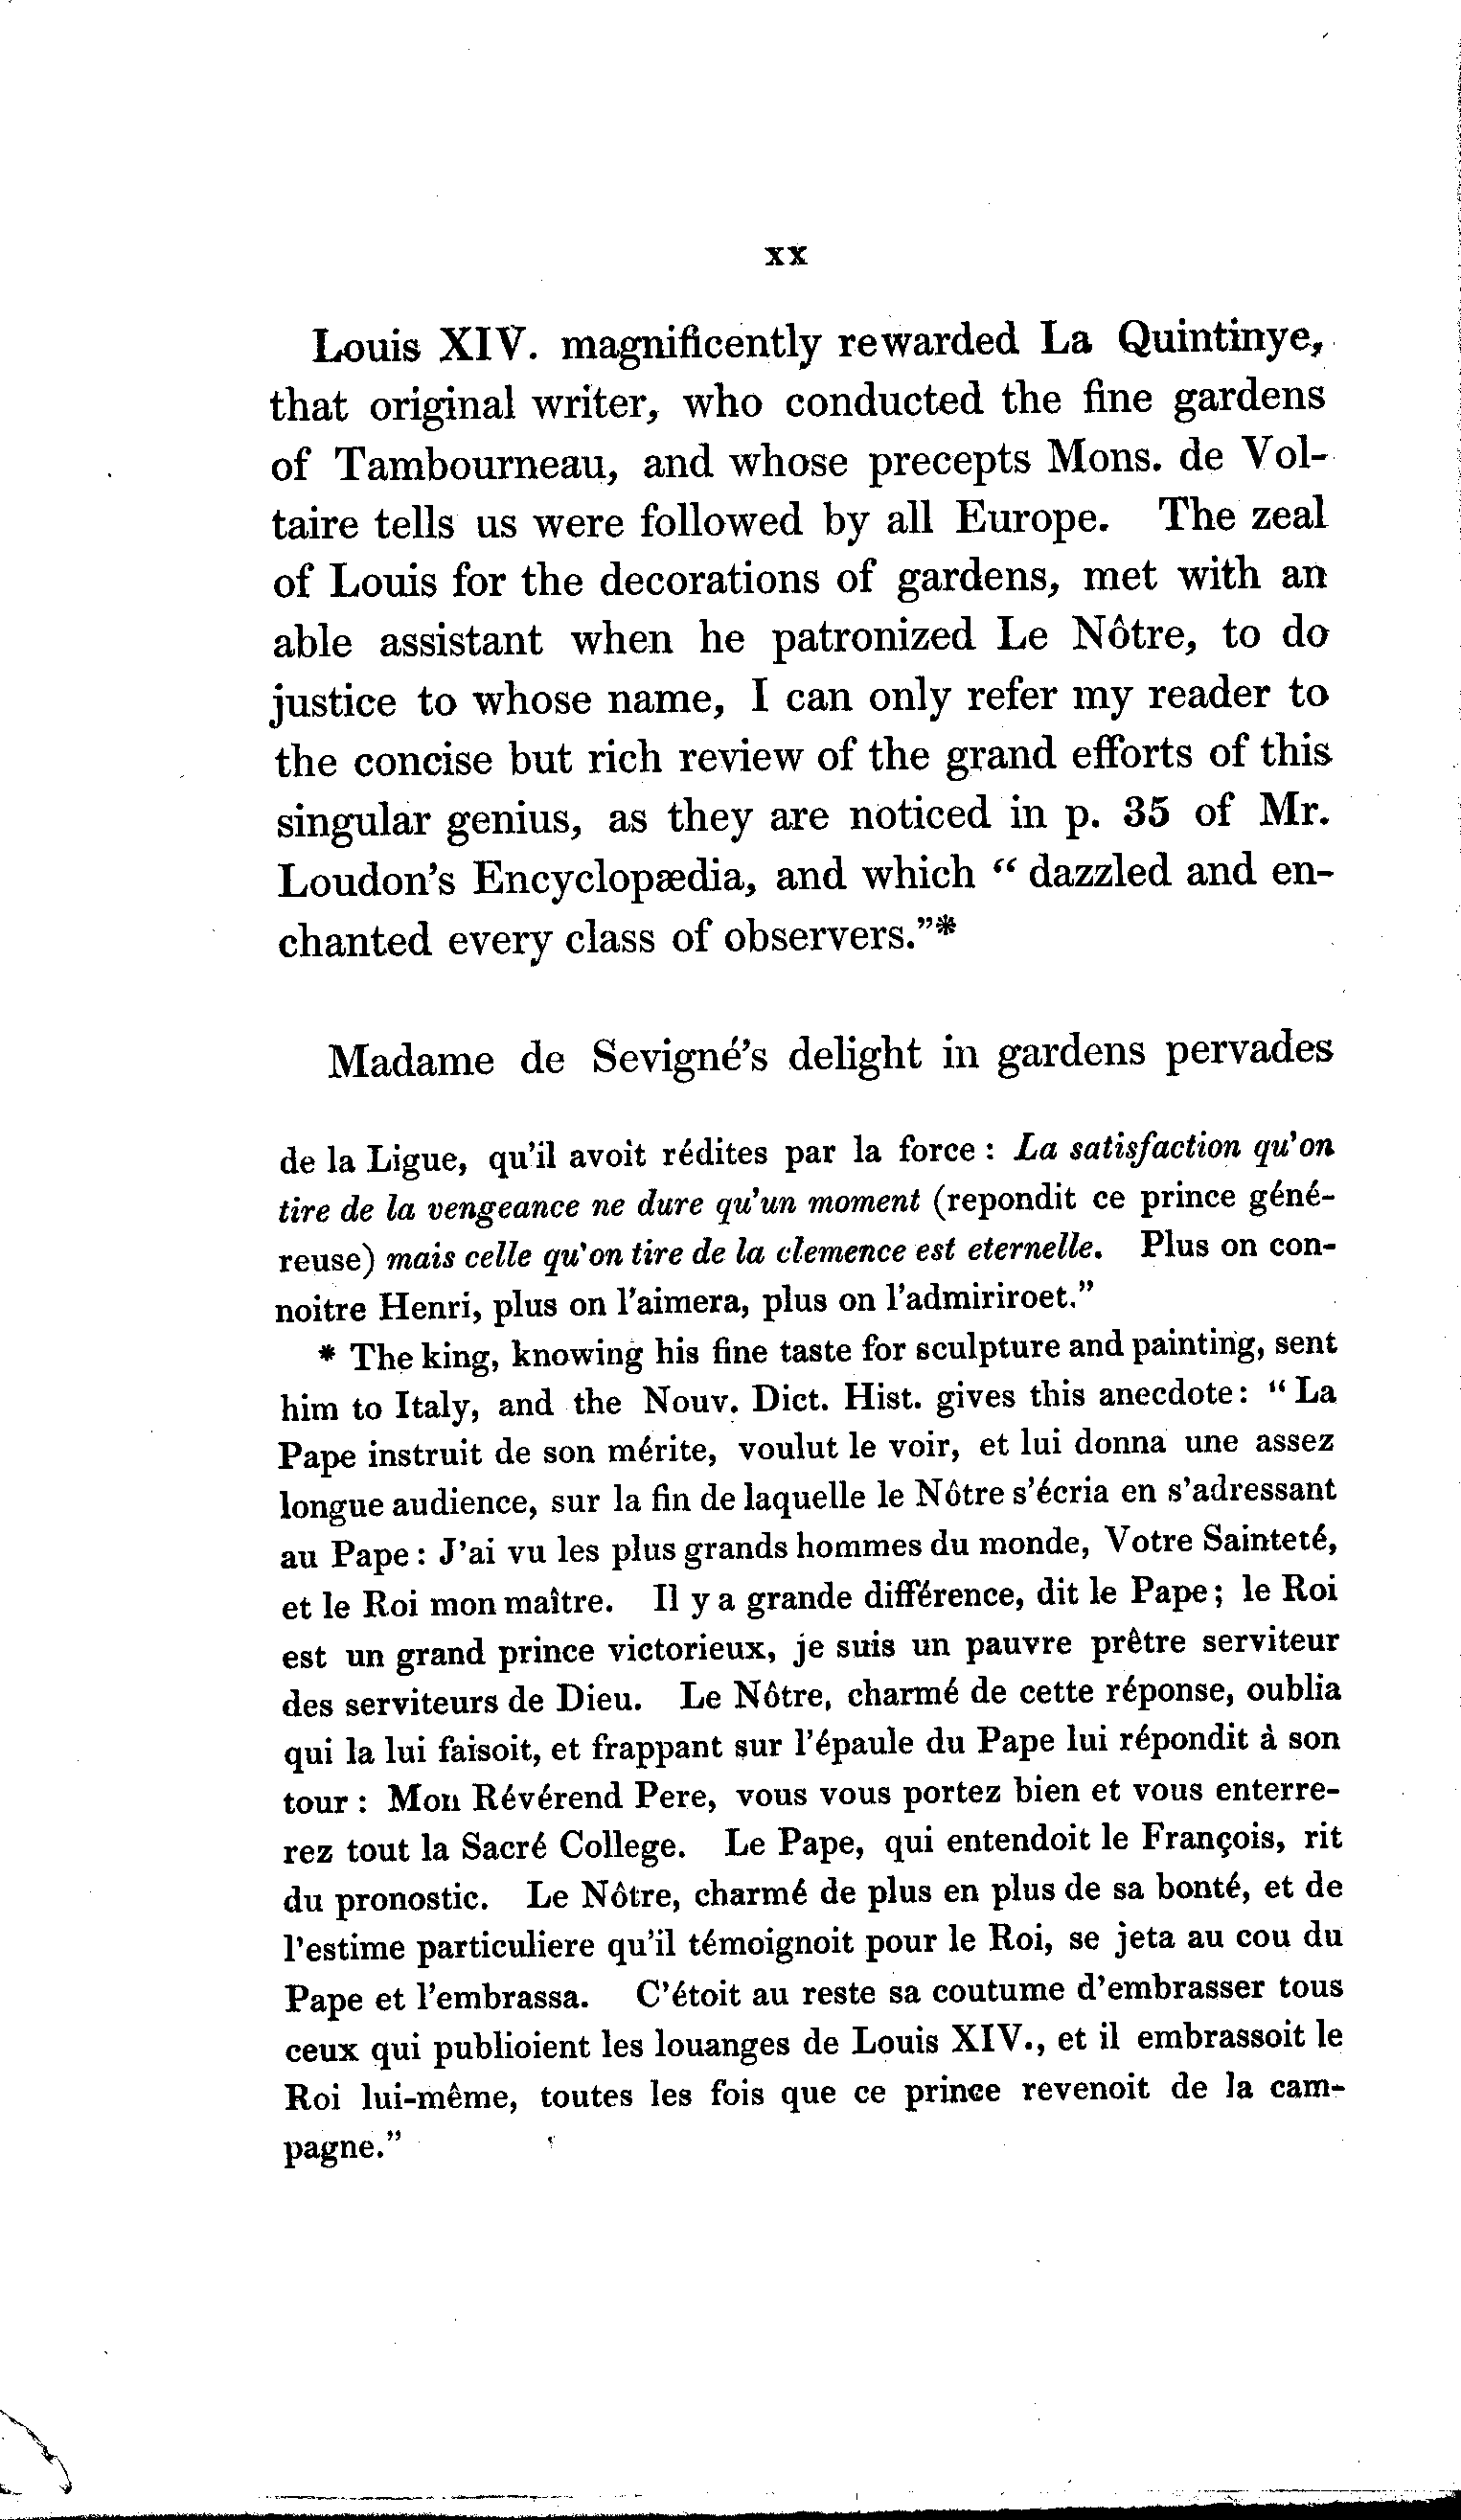 xx
Louis XIV. magnificently rewarded La Quintinye,
that original writer, who conducted the fine gardens
of Tambourneau, and whose precepts Mons. de Vol-
taire tells us were followed by all Europe. The zeal
of Louis for the decorations of gardens, met with an
able assistant when he patronized Le Nôtre, to do
justice to whose name, I can only refer my reader to
the concise but rich review of the grand efforts of this
singular genius, as they are noticed in p. 35 of Mr.
Loudon's Encyclopædia, and which “ dazzled and en-
chanted every class of observers.”*
Madame de Sevigné's delight in gardens pervades
de la Ligue, qu'il avoit rédites par la force : La satisfaction qu'on
tire de la vengeance ne dure qu'un moment (repondit ce prince géné-
reuse) mais celle qu'on tire de la clemence est eternelle. Plus on con-
noitre Henri, plus on l'aimera, plus on l'admiriroet.”
* The king, knowing his fine taste for sculpture and painting, sent
him to Italy, and the Nouv. Dict. Hist. gives this anecdote: “ La
Pape instruit de son mérite, voulut le voir, et lui donna une assez
longue audience, sur la fin de laquelle le Nôtre s'écria en s'adressant
au Pape : J'ai vu les plus grands hommes du monde, Votre Sainteté,
et le Roi mon maître. Il y a grande différence, dit le Pape; le Roi
est un grand prince victorieux, je suis un pauvre prêtre serviteur
des serviteurs de Dieu. Le Nôtre, charmé de cette réponse, oublia
qui la lui faisoit, et frappant sur l'épaule du Pape lui répondit à son
tour : Mon Révérend Pere, vous vous portez bien et vous enterre-
rez tout la Sacré College. Le Pape, qui entendoit le François, rit
du pronostic. Le Nôtre, charmé de plus en plus de sa bonté, et de
l'estime particuliere qu'il témoignoit pour le Roi, se jeta au cou du
Pape et l'embrassa. C'étoit au reste sa coutume d'embrasser tous
ceux qui publioient les louanges de Louis XIV., et il embrassoit le
Roi lui-même, toutes les fois que ce prince revenoit de la cam-
pagne.”